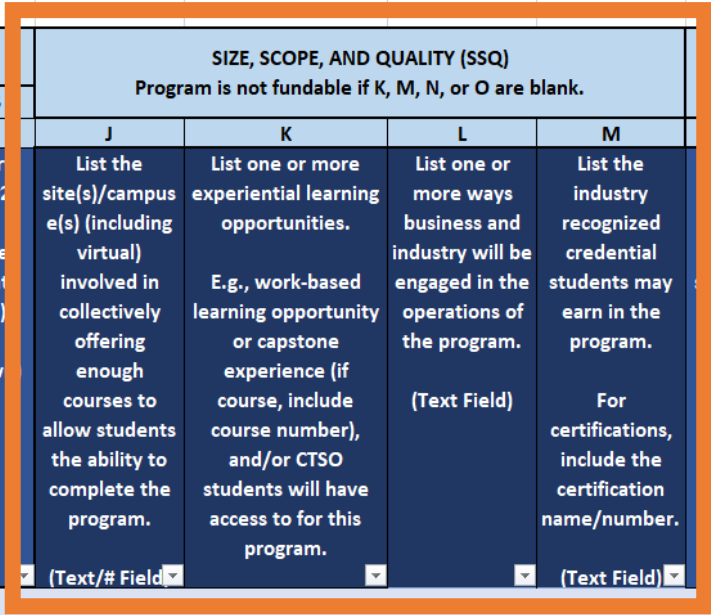 SIZE, SCOPE, AND QUALITY (SSQ)
Program is not fundable if K, M, N, or O are blank.
J
List the
site(s)/campus
e(s) (including
virtual)
involved in
collectively
offering
enough
courses to
allow students
the ability to
complete the
program.
(Text/# Field
K
List one or more
experiential learning
opportunities.
E.g., work-based
learning opportunity
or capstone
experience (if
course, include
course number),
and/or CTSO
students will have
access to for this
program.
L
List one or
more ways
business and
industry will be
engaged in the
operations of
the program.
(Text Field)
M
List the
industry
recognized
credential
students may
earn in the
program.
For
certifications,
include the
certification
name/number.
(Text Field)